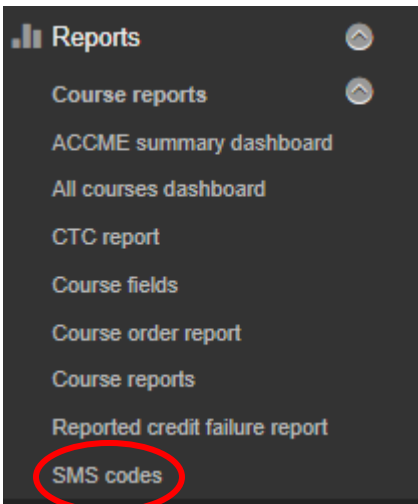 Reports
Course reports
ACCME summary dashboard
All courses dashboard
CTC report
Course fields
Course order report
Course reports
Reported credit failure report
SMS codes